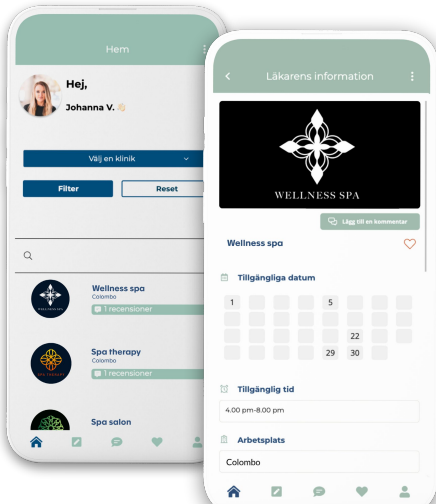 Hem
Hej,
Johanna V.
Välj en klinik
Filter
Reset
Wellness spa
Colombo
1 recensioner
SPA THERAPY
Spa therapy
Colombo
1 recensioner
Spa salon
Läkarens information
WELLNESS SPA
Lägg till en kommentar
Wellness spa
Tillgängliga datum
1 5
22
29 30
Tillgänglig tid
4.00 pm-8.00 pm
Arbetsplats
Colombo